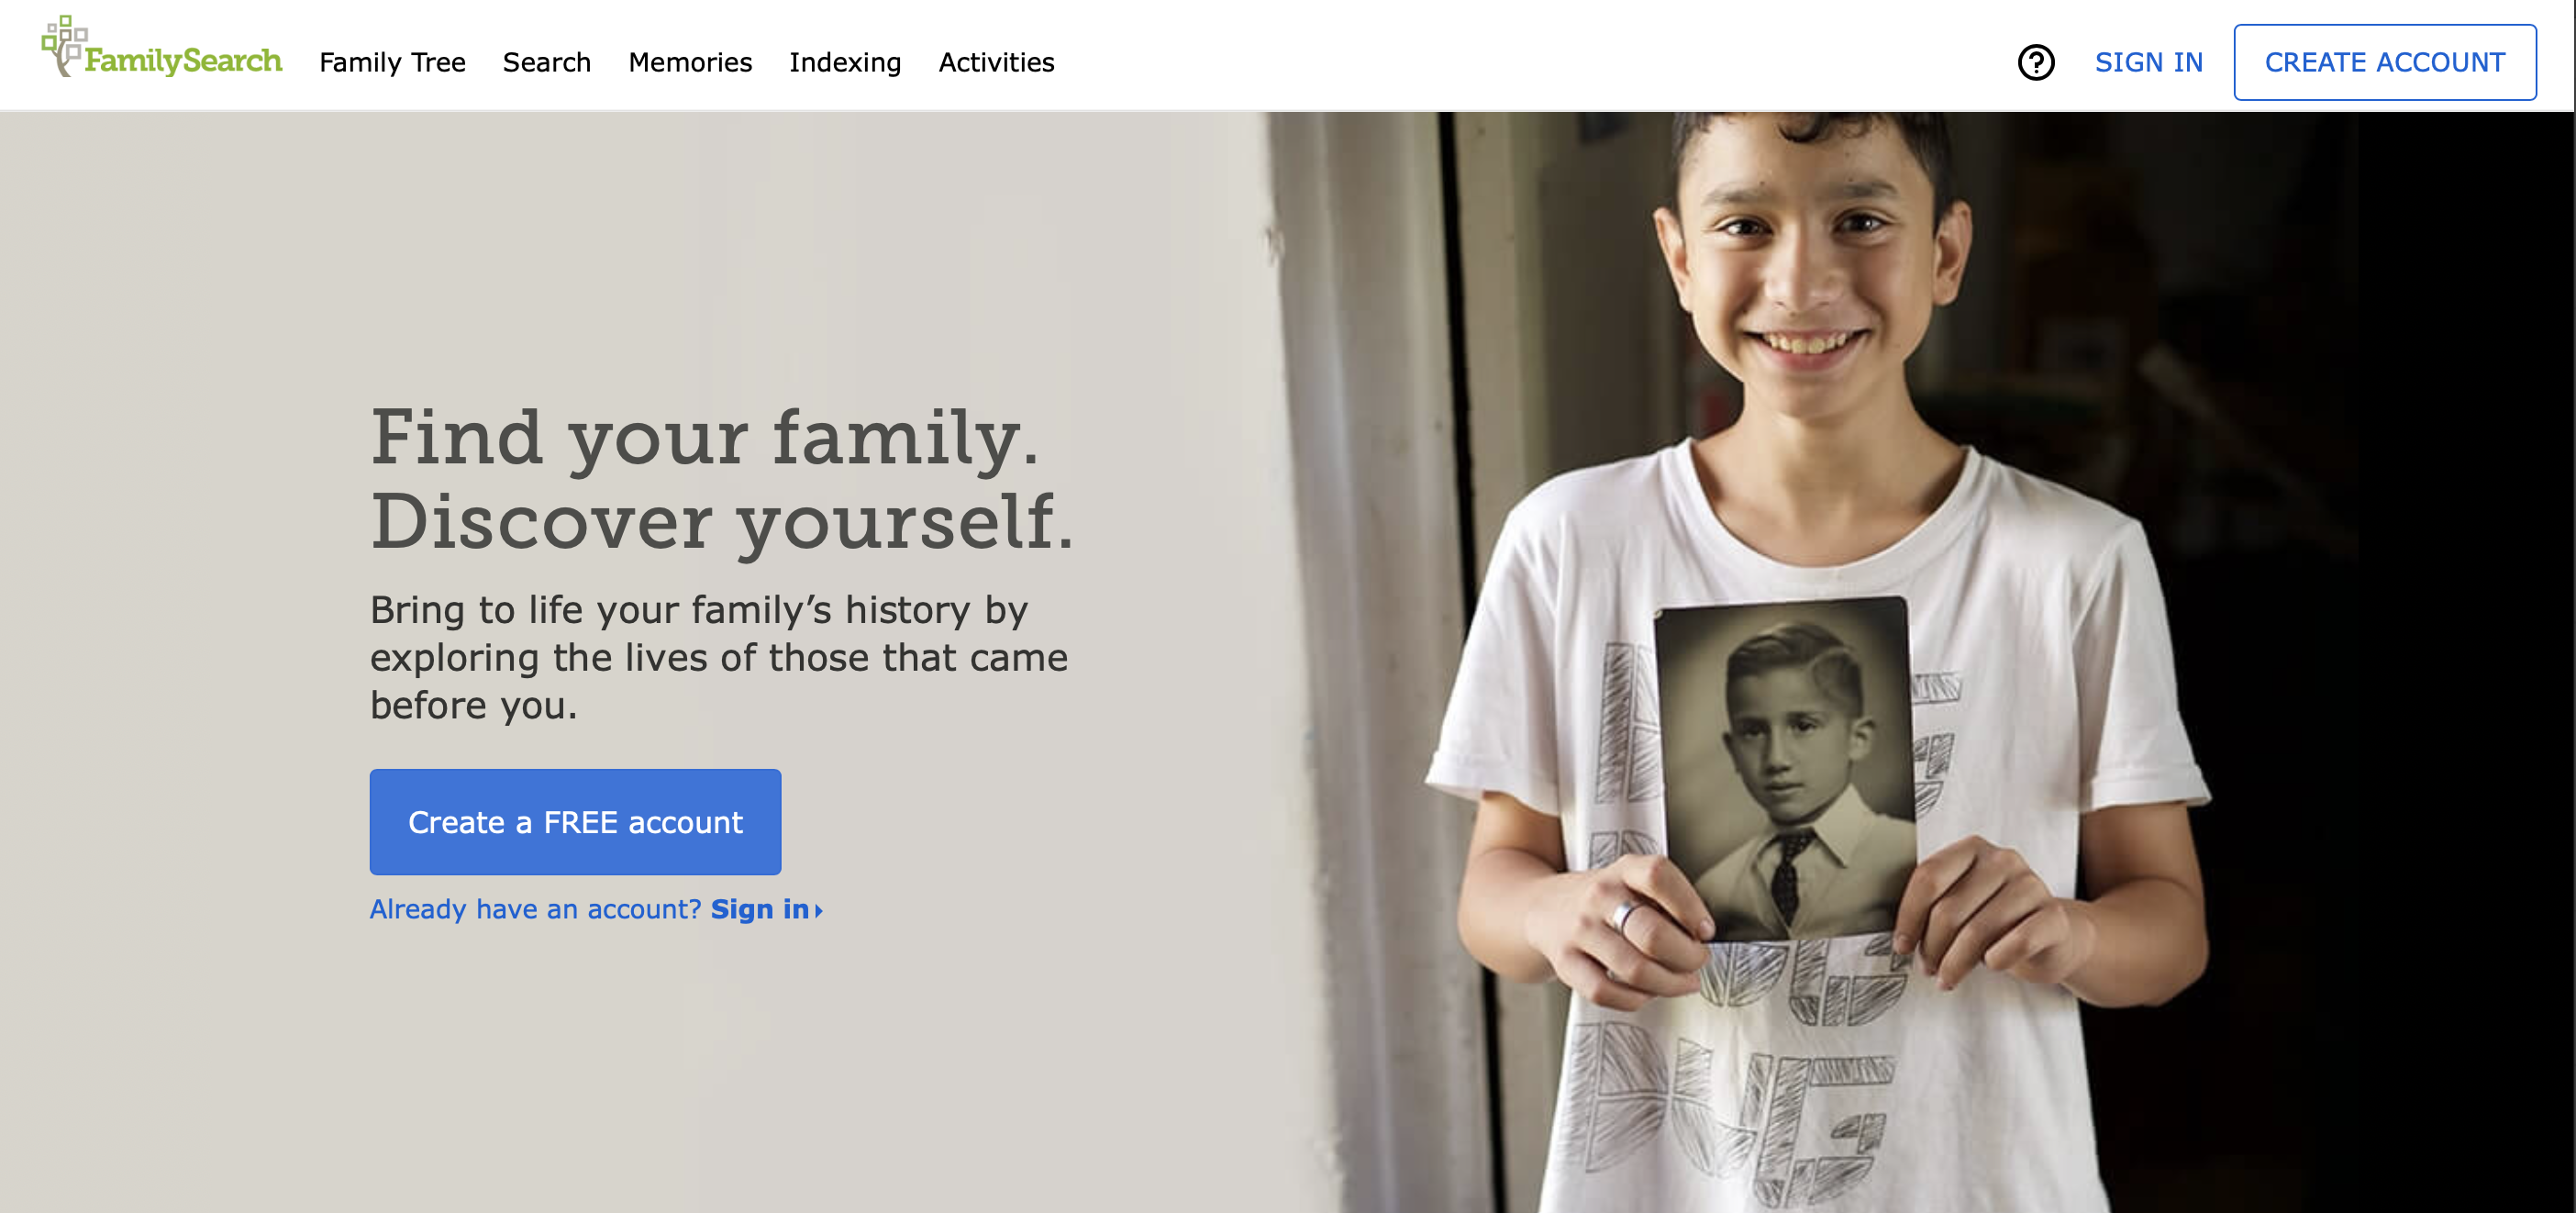 FamilySearch
Family Tree
Search
Memories
Indexing
Activities
SIGN IN
CREATE ACCOUNT
Find your family.
Discover yourself.
Bring to life your family’s history by
exploring the lives of those that came
before you.
Create a FREE account
Already have an account? Sign in